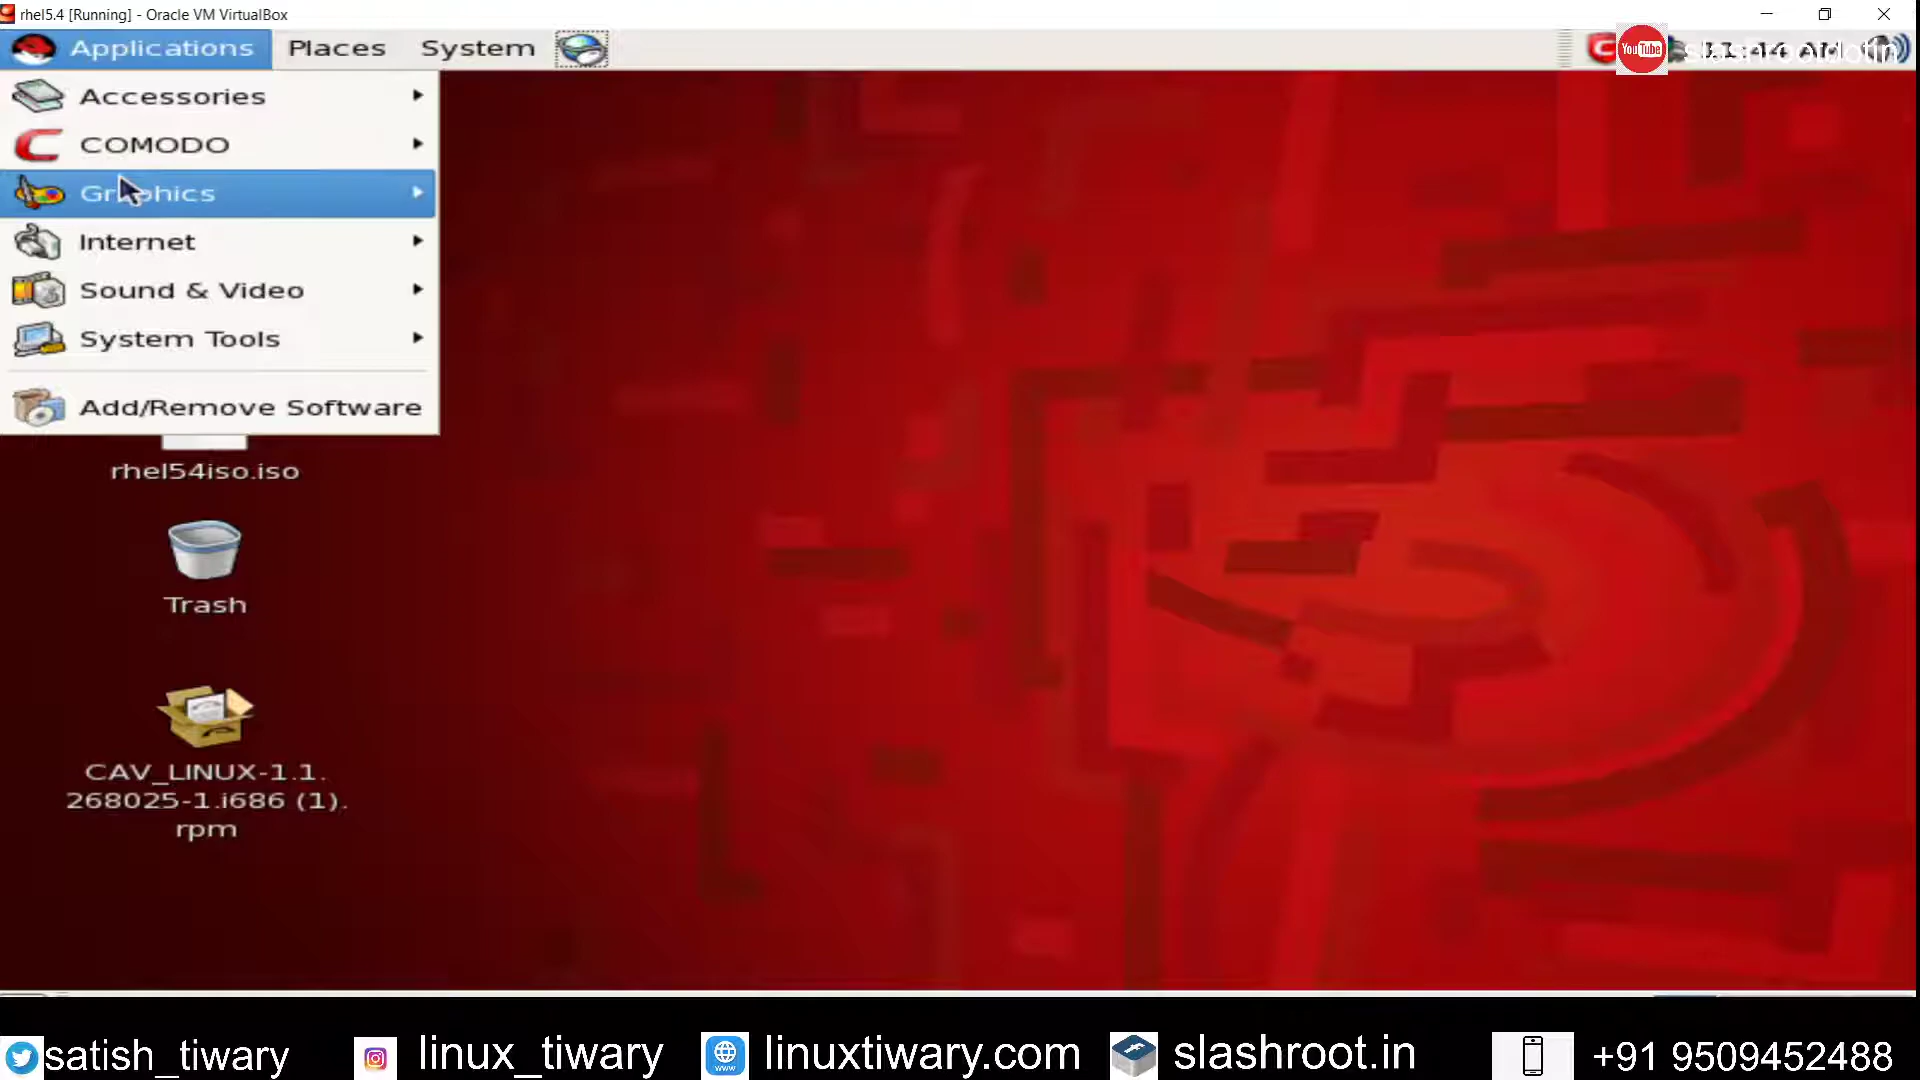 rhel5.4 [Running] - Oracle VM VirtualBox
Applications Places System
YouTube slashrootdotin
Accessories
COMODO
Graphics
Internet
Sound & Video
System Tools
Add/Remove Software
rhel54iso.iso
Trash
CAV_LINUX-1.1.
268025-1.i686 (1).
rpm
satish_tiwary linux_tiwary www linuxtiwary.com slashroot.in +91 9509452488